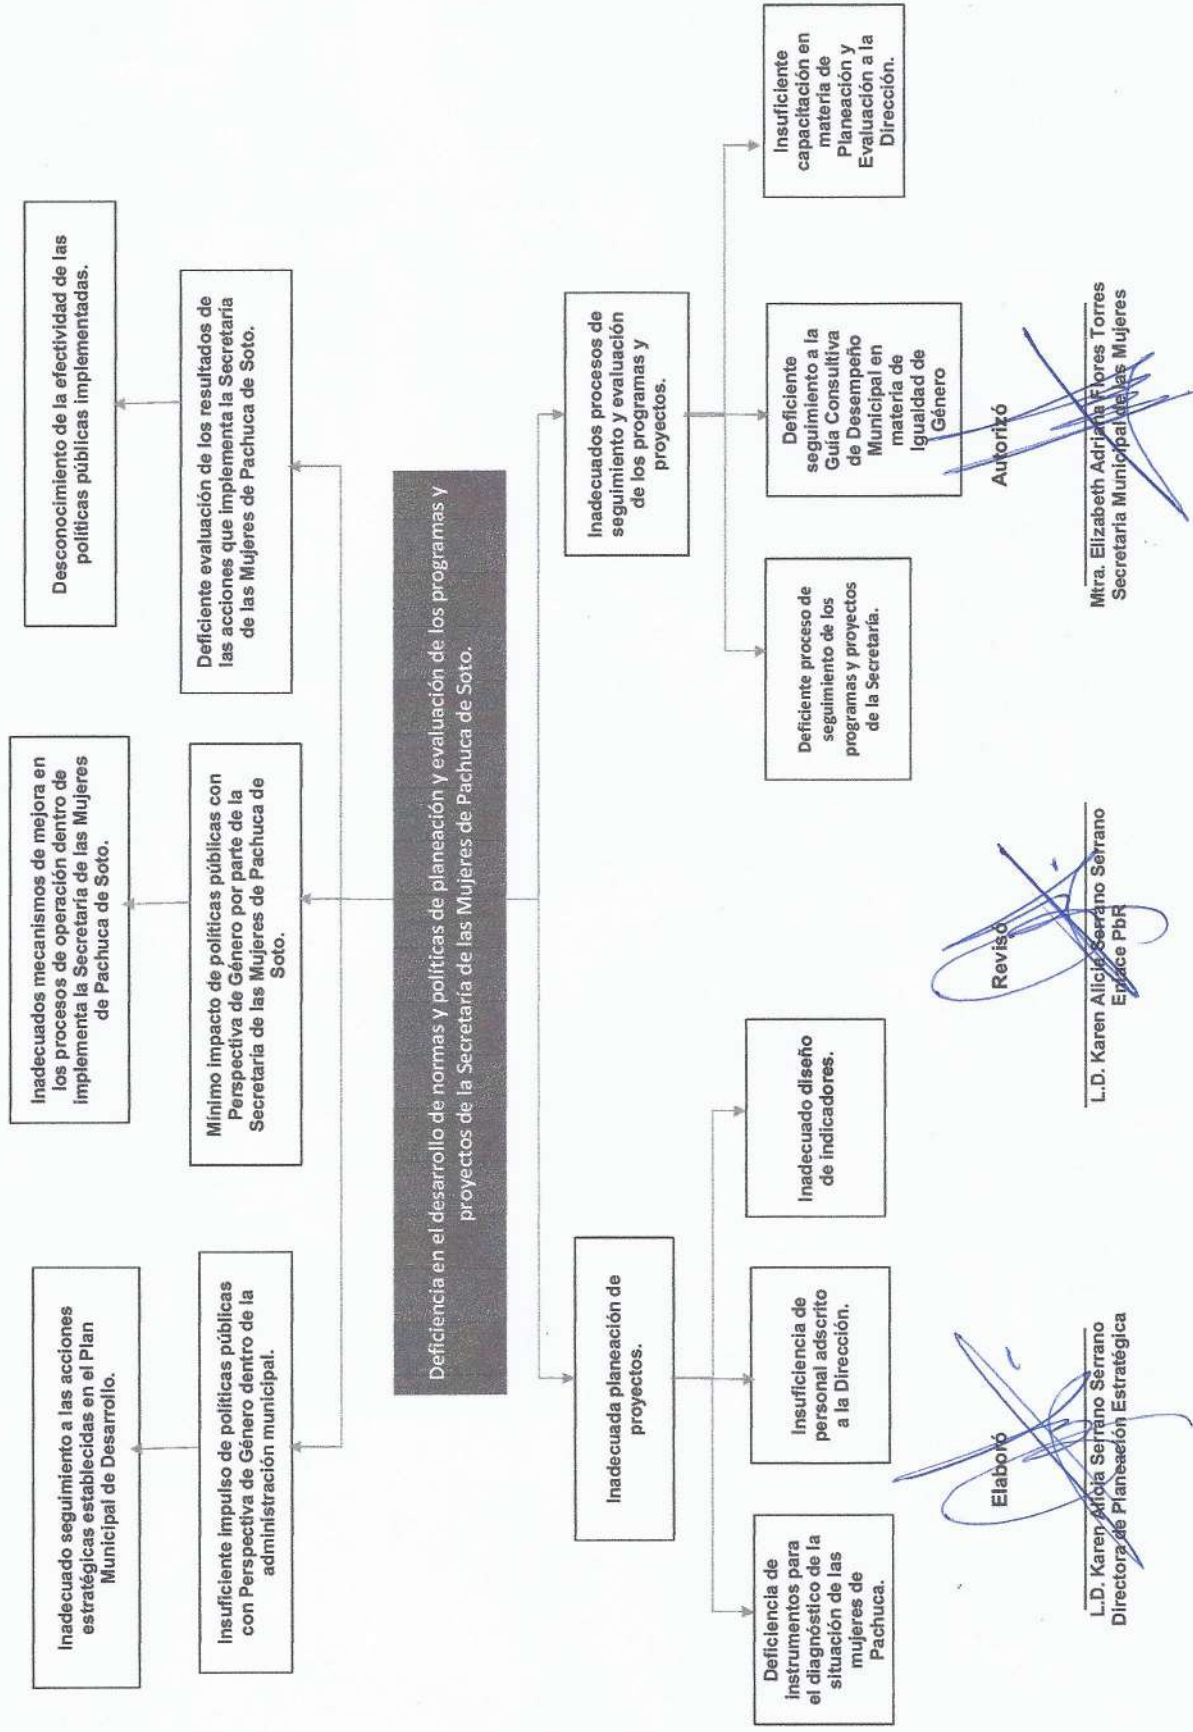 Inadecuado seguimiento a las acciones
estratégicas establecidas en el Plan
Municipal de Desarrollo.
Inadecuados mecanismos de mejora en
los procesos de operación dentro de
implementa la Secretaría de las Mujeres
de Pachuca de Soto.
Desconocimiento de la efectividad de las
políticas públicas implementadas.
Insuficiente impulso de políticas públicas
con Perspectiva de Género dentro de la
administración municipal.
Mínimo impacto de políticas públicas con
Perspectiva de Género por parte de la
Secretaría de las Mujeres de Pachuca de
Soto.
Deficiente evaluación de los resultados de
las acciones que implementa la Secretaría
de las Mujeres de Pachuca de Soto.
Deficiencia en el desarrollo de normas y políticas de planeación y evaluación de los programas y
proyectos de la Secretaría de las Mujeres de Pachuca de Soto.
Inadecuada planeación de
proyectos.
Inadecuados procesos de
seguimiento y evaluación
de los programas y
proyectos.
Deficiencia de
instrumentos para
el diagnóstico de la
situación de las
mujeres de
Pachuca.
Insuficiencia de
personal adscrito
a la Dirección.
Inadecuado diseño
de indicadores.
Deficiente proceso de
seguimiento de los
programas y proyectos
de la Secretaría.
Deficiente
seguimiento a la
Guía Consultiva
de Desempeño
Municipal en
materia de
Igualdad de
Género
Insuficiente
capacitación en
materia de
Planeación y
Evaluación a la
Dirección.
Elaboró
L.D. Karen Alicia Serrano Serrano
Directora de Planeación Estratégica
Revisó
L.D. Karen Alicia Serrano Serrano
Enlace PbR
Autorizó
Mtra. Elizabeth Adriana Flores Torres
Secretaria Municipal de las Mujeres